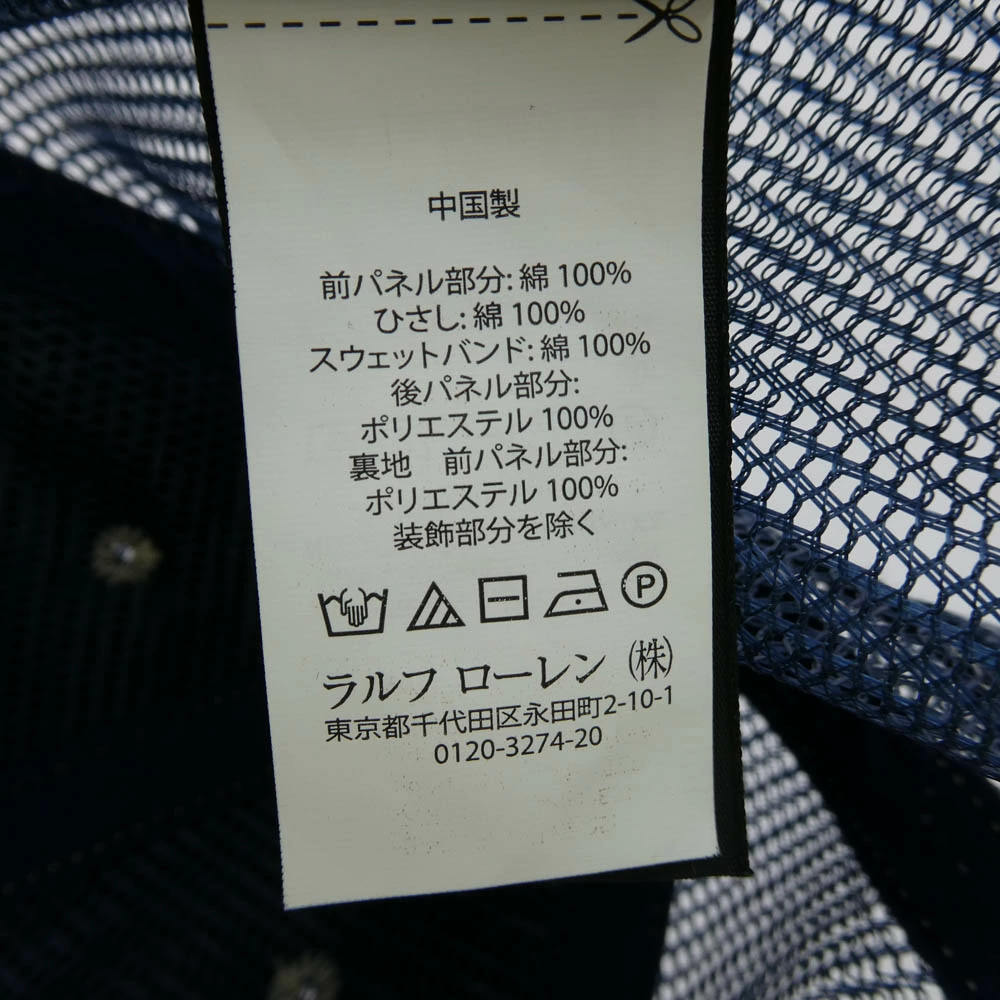 中国製
前パネル部分: 綿 100%
ひさし: 綿 100%
スウェットバンド: 綿 100%
後パネル部分:
ポリエステル 100%
裏地　前パネル部分:
ポリエステル 100%
装飾部分を除く
P
ラルフ ローレン ㈱
東京都千代田区永田町2-10-1
0120-3274-20